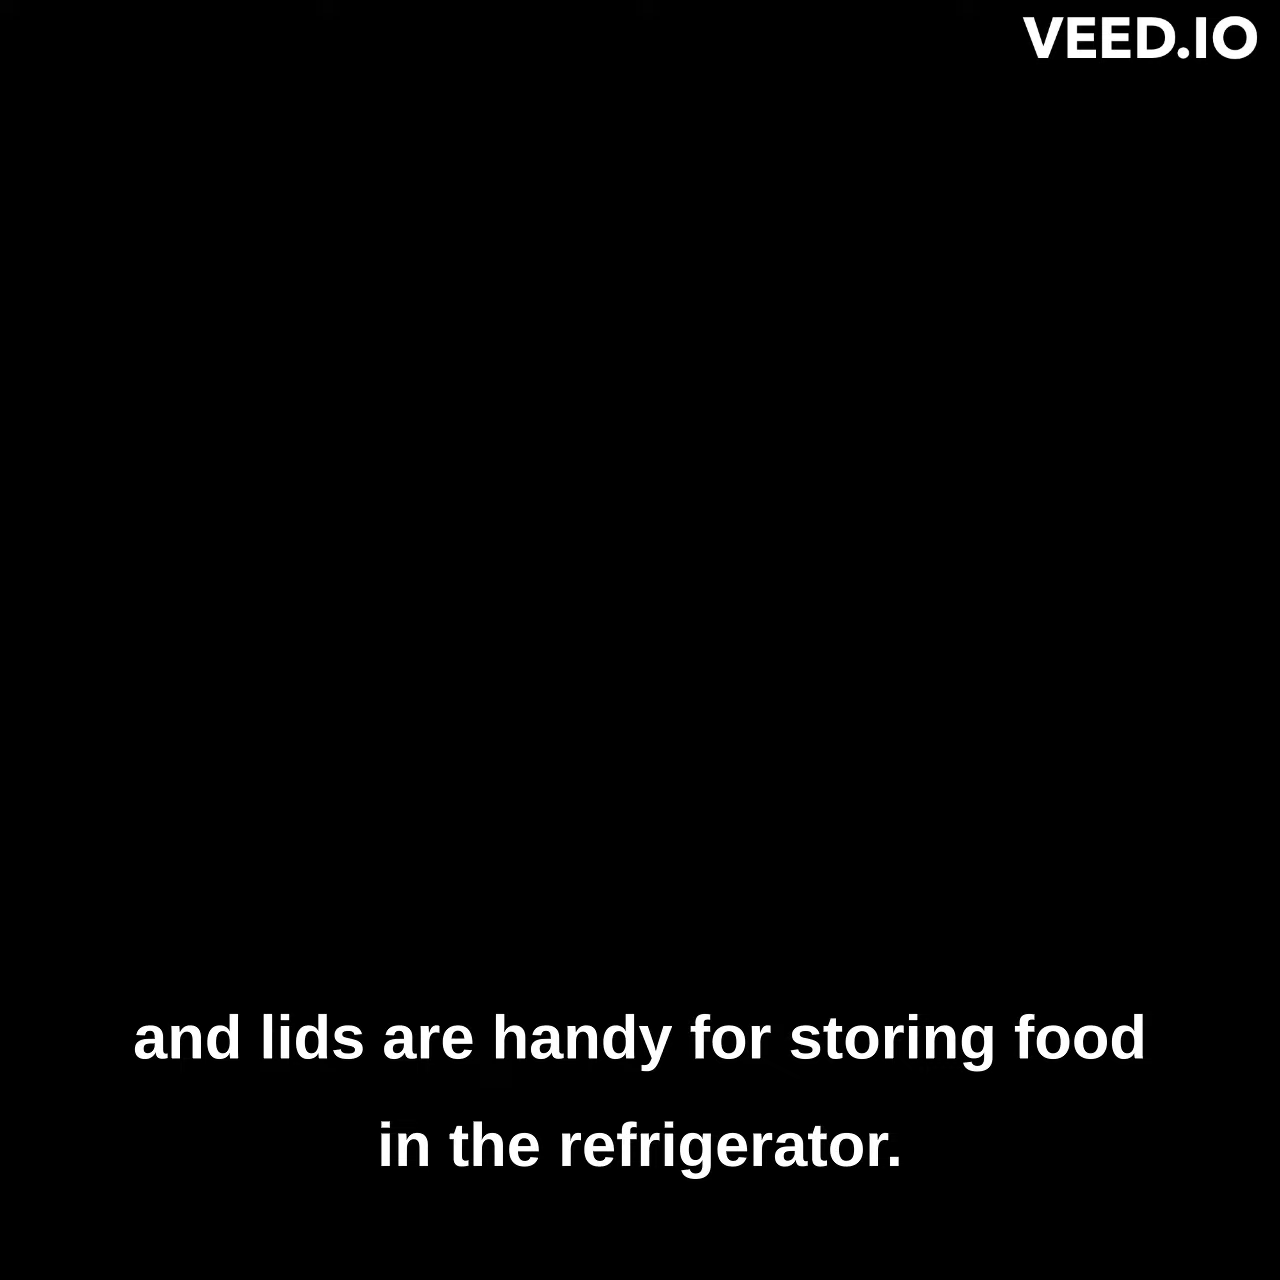 VEED.IO
and lids are handy for storing food
in the refrigerator.